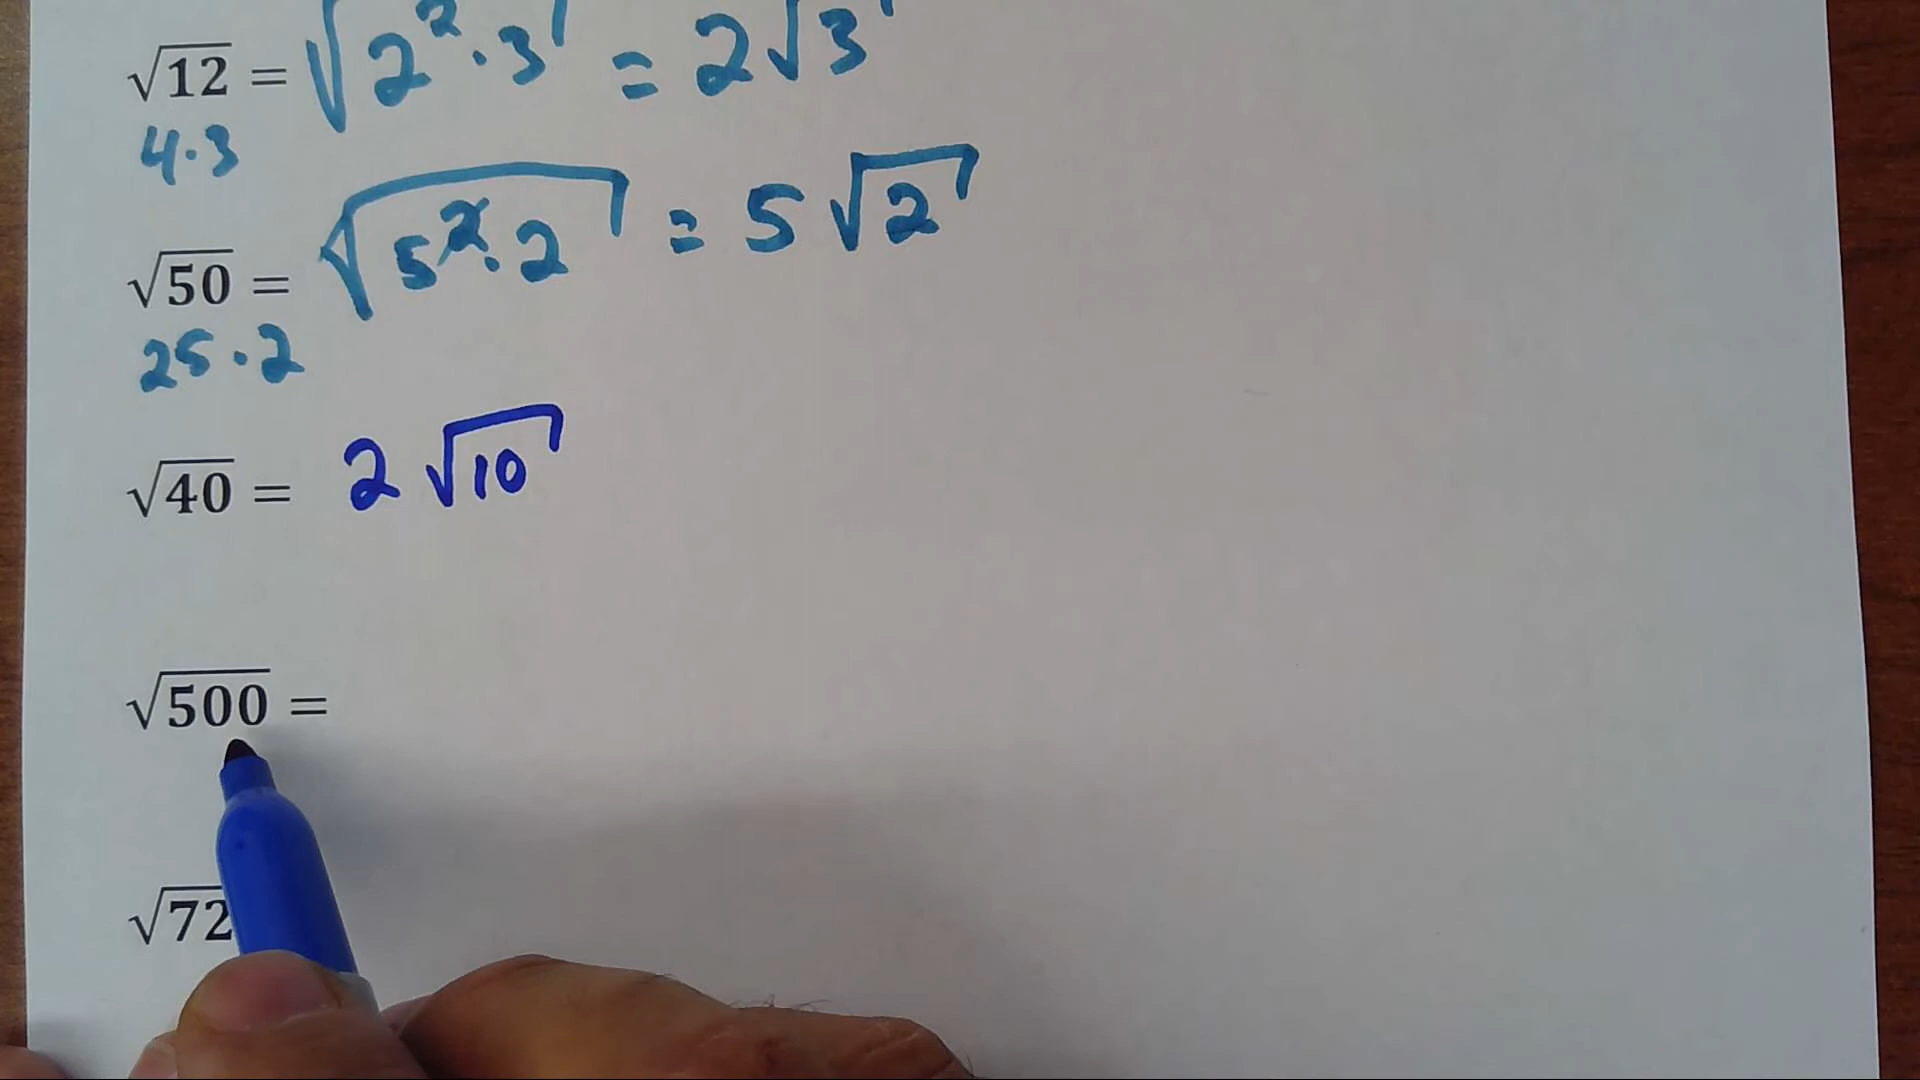 √12 = √2² · 3 = 2√3
4 · 3
√50 = √5² · 2 = 5√2
25 · 2
√40 = 2√10
√500 =
√72